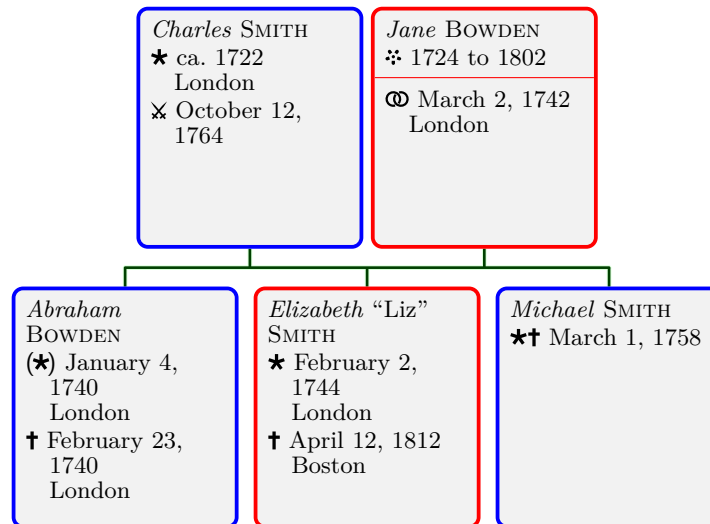 Charles SMITH
★ ca. 1722
London
⚔ October 12,
1764
Jane BOWDEN
⁘ 1724 to 1802
⚭ March 2, 1742
London
Abraham
BOWDEN
(★) January 4,
1740
London
† February 23,
1740
London
Elizabeth “Liz”
SMITH
★ February 2,
1744
London
† April 12, 1812
Boston
Michael SMITH
★† March 1, 1758